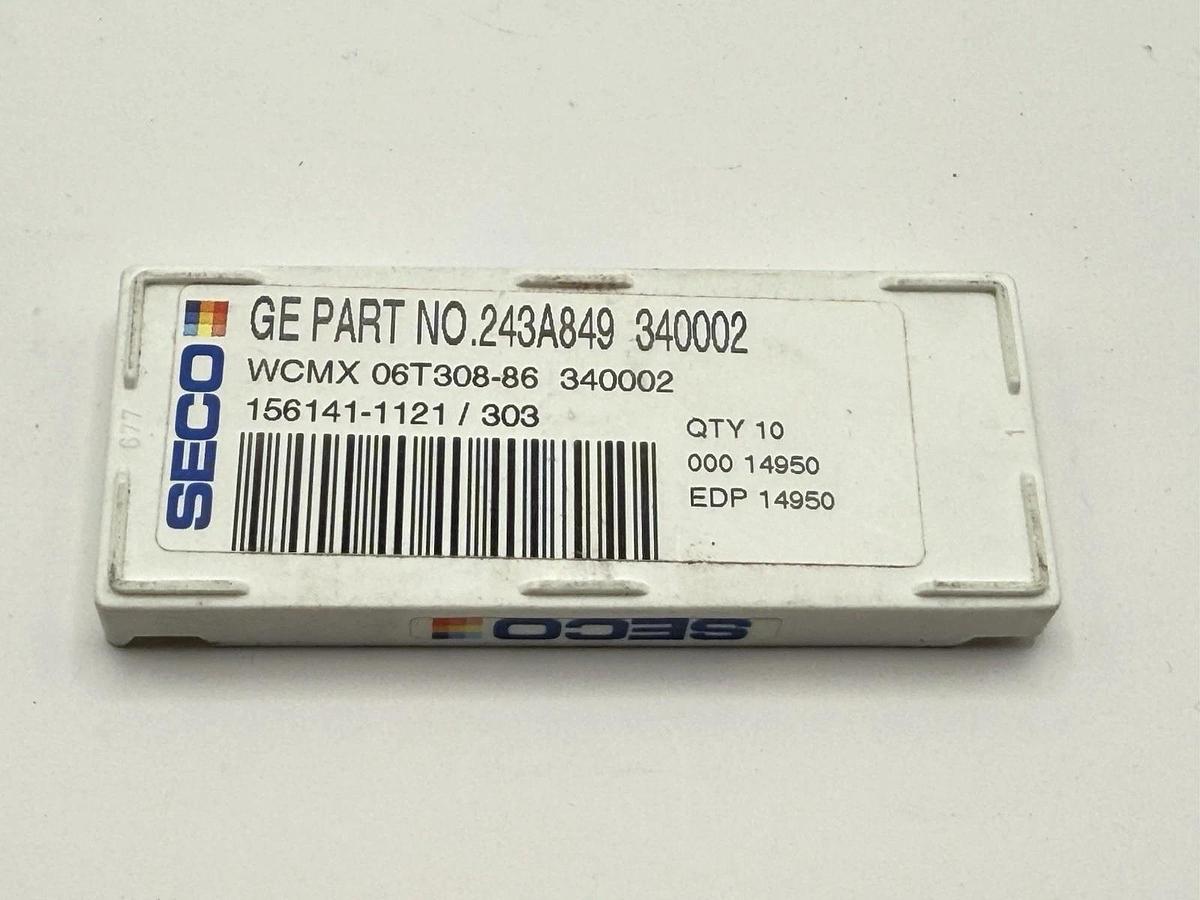 SECO
GE PART NO.243A849 340002
WCMX 06T308-86 340002
156141-1121 / 303
QTY 10
000 14950
EDP 14950
677
1
SECO